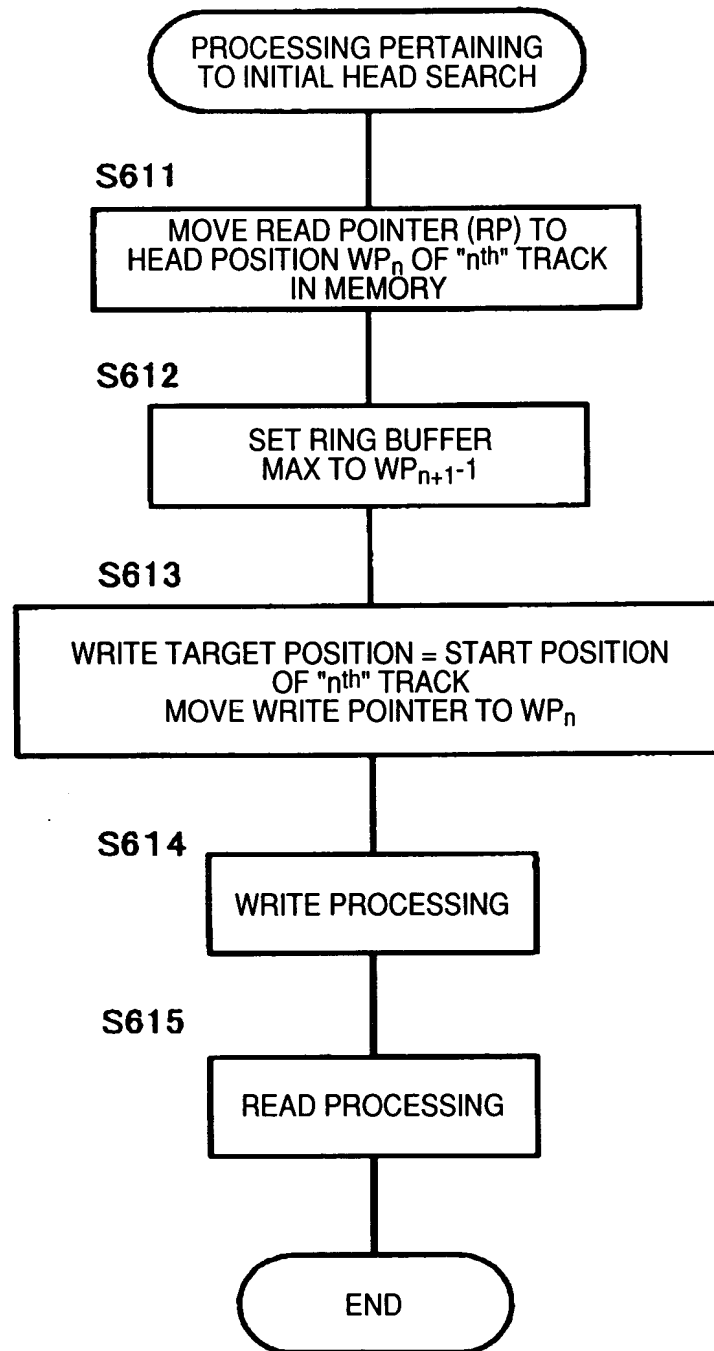 PROCESSING PERTAINING
TO INITIAL HEAD SEARCH
S611
MOVE READ POINTER (RP) TO
HEAD POSITION WPn OF "nth" TRACK
IN MEMORY
S612
SET RING BUFFER
MAX TO WPn+1-1
S613
WRITE TARGET POSITION = START POSITION
OF "nth" TRACK
MOVE WRITE POINTER TO WPn
S614
WRITE PROCESSING
S615
READ PROCESSING
END